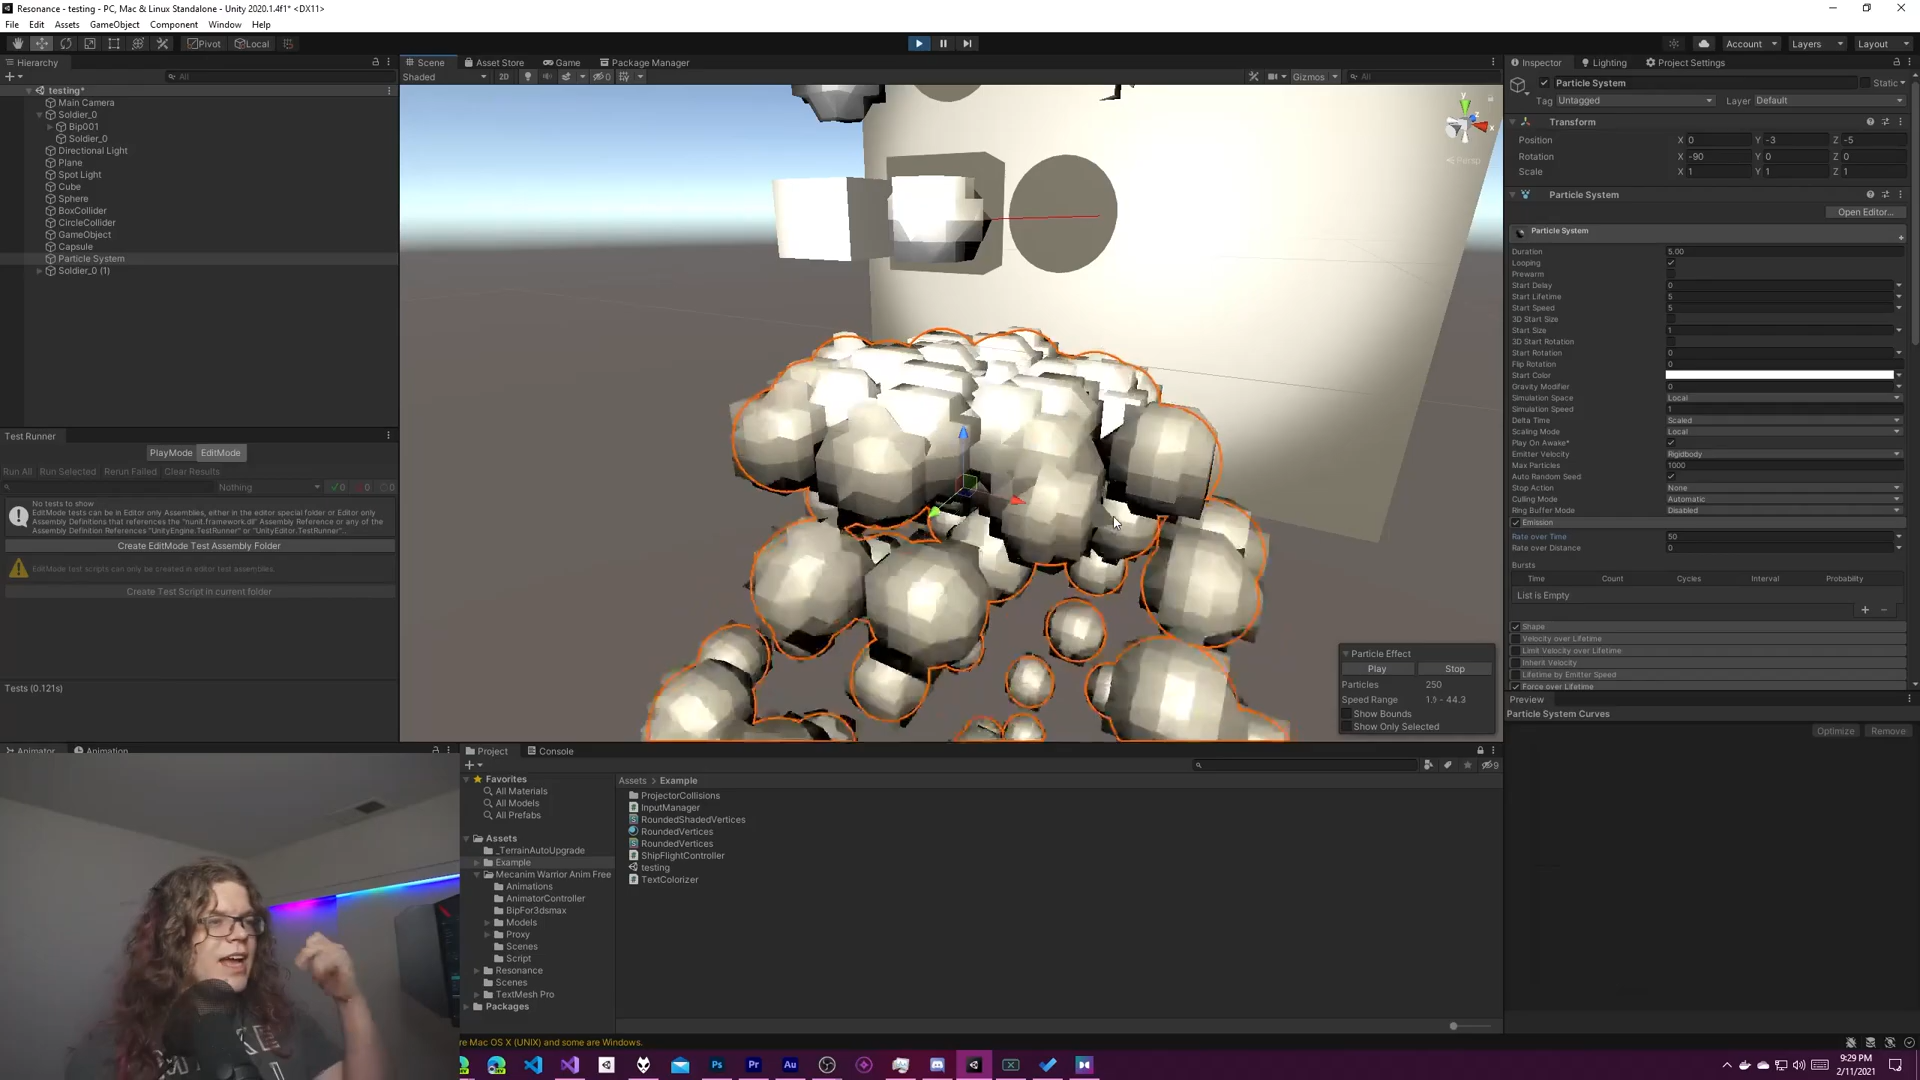 Resonance - testing - PC, Mac & Linux Standalone - Unity 2020.1.4f1* <DX11>
File Edit Assets GameObject Component Window Help
Pivot Local
Account Layers Layout
Hierarchy
All
testing*
Main Camera
Soldier_0
Bip001
Soldier_0
Directional Light
Plane
Spot Light
Cube
Sphere
BoxCollider
CircleCollider
GameObject
Capsule
Particle System
Soldier_0 (1)
Test Runner
PlayMode EditMode
Run All Run Selected Rerun Failed Clear Results
Nothing 0 0 0
No tests to show
EditMode tests can be in Editor only Assemblies, either in the editor special folder or Editor only
Assembly Definitions that references the "nunit.framework.dll" Assembly Reference or any of the
Assembly Definition References "UnityEngine.TestRunner" or "UnityEditor.TestRunner"...
Create EditMode Test Assembly Folder
EditMode test scripts can only be created in editor test assemblies.
Create Test Script in current folder
Tests (0.121s)
Animator Animation
Scene Asset Store Game Package Manager
Shaded 2D 0 Gizmos All
y
x
z
Persp
Particle Effect
Play Stop
Particles 250
Show Bounds
Speed Range
Show Only Selected
Inspector Lighting Project Settings
Particle System Static
Tag Untagged Layer Default
Transform
Position X 0 Y -3 Z -5
Rotation X -90 Y 0 Z 0
Scale X 1 Y 1 Z 1
Particle System
Open Editor...
Particle System
Duration 5.00
Looping
Prewarm
Start Delay 0
Start Lifetime 5
Start Speed 5
3D Start Size
Start Size 1
3D Start Rotation
Start Rotation 0
Flip Rotation 0
Start Color
Gravity Modifier 0
Simulation Space Local
Simulation Speed 1
Delta Time Scaled
Scaling Mode Local
Play On Awake*
Emitter Velocity Rigidbody
Max Particles 1000
Auto Random Seed
Stop Action None
Culling Mode Automatic
Ring Buffer Mode Disabled
Emission
Rate over Time 50
Rate over Distance 0
Bursts
Time Count Cycles Interval Probability
List is Empty
Shape
Velocity over Lifetime
Limit Velocity over Lifetime
Inherit Velocity
Lifetime by Emitter Speed
Force over Lifetime
Preview
Particle System Curves
Optimize Remove
Project Console
9
Favorites
All Materials
All Models
All Prefabs
Assets
_TerrainAutoUpgrade
Example
Mecanim Warrior Anim Free
Animations
AnimatorController
BipFor3dsmax
Models
Proxy
Scenes
Script
Resonance
Scenes
TextMesh Pro
Packages
Assets > Example
ProjectorCollisions
InputManager
RoundedShadedVertices
RoundedVertices
RoundedVertices
ShipFlightController
testing
TextColorizer
re Mac OS X (UNIX) and some are Windows.
Ps Pr Au
9:29 PM
2/11/2021